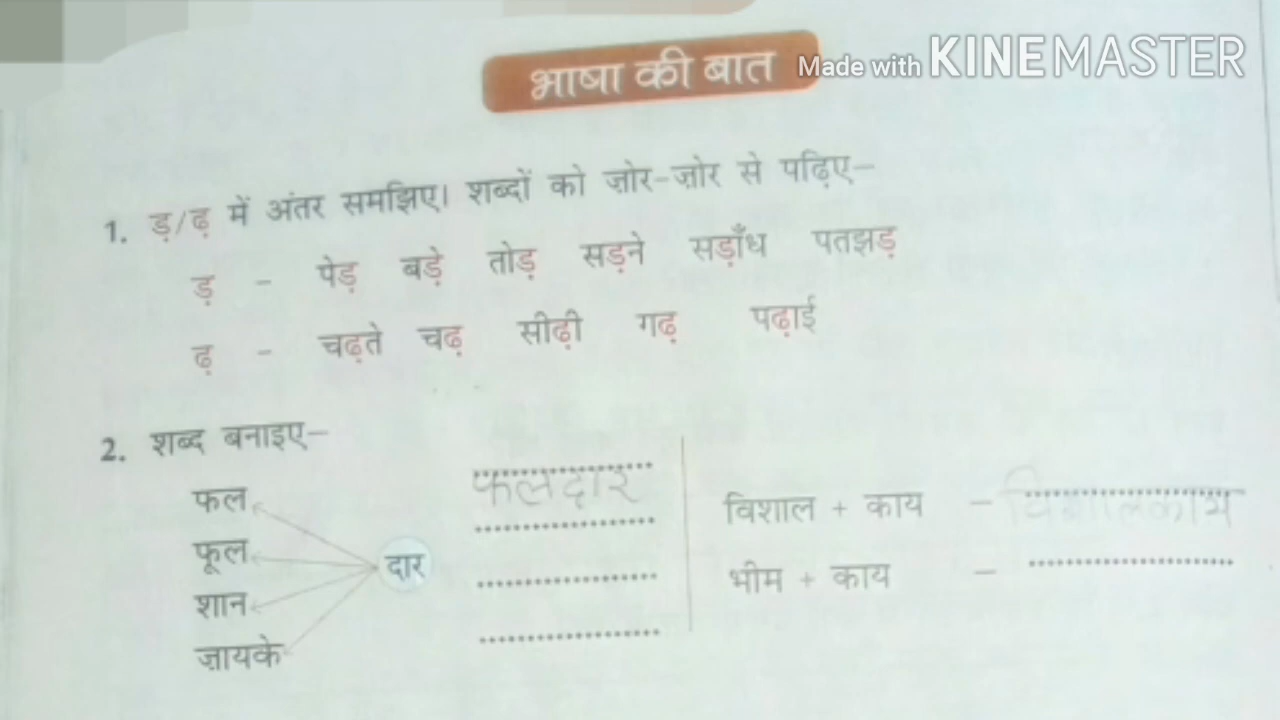 भाषा की बात
Made with KINEMASTER
1. ड़/ढ़ में अंतर समझिए। शब्दों को ज़ोर-ज़ोर से पढ़िए–
ड़ – पेड़ बड़े तोड़ सड़ने सड़ाँध पतझड़
ढ़ – चढ़ते चढ़ सीढ़ी गढ़ पढ़ाई
2. शब्द बनाइए–
फल
फूल
शान
ज़ायके
दार
फलदार
विशाल + काय – विशालकाय
भीम + काय –